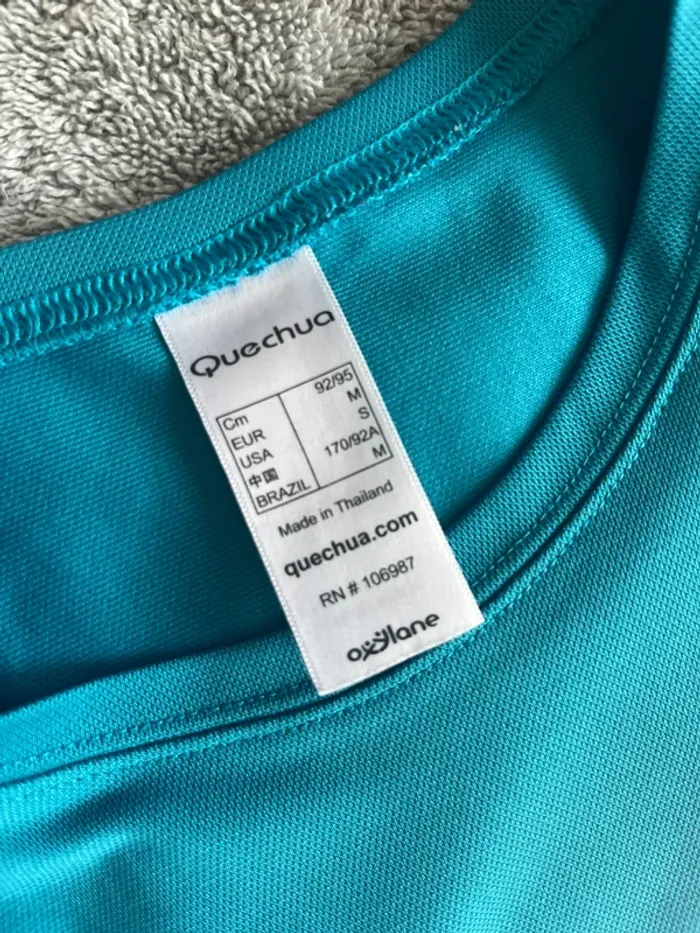 Quechua
Cm 92/95
EUR M
USA S
中国 170/92A
BRAZIL M
Made in Thailand
quechua.com
RN # 106987
oxylane